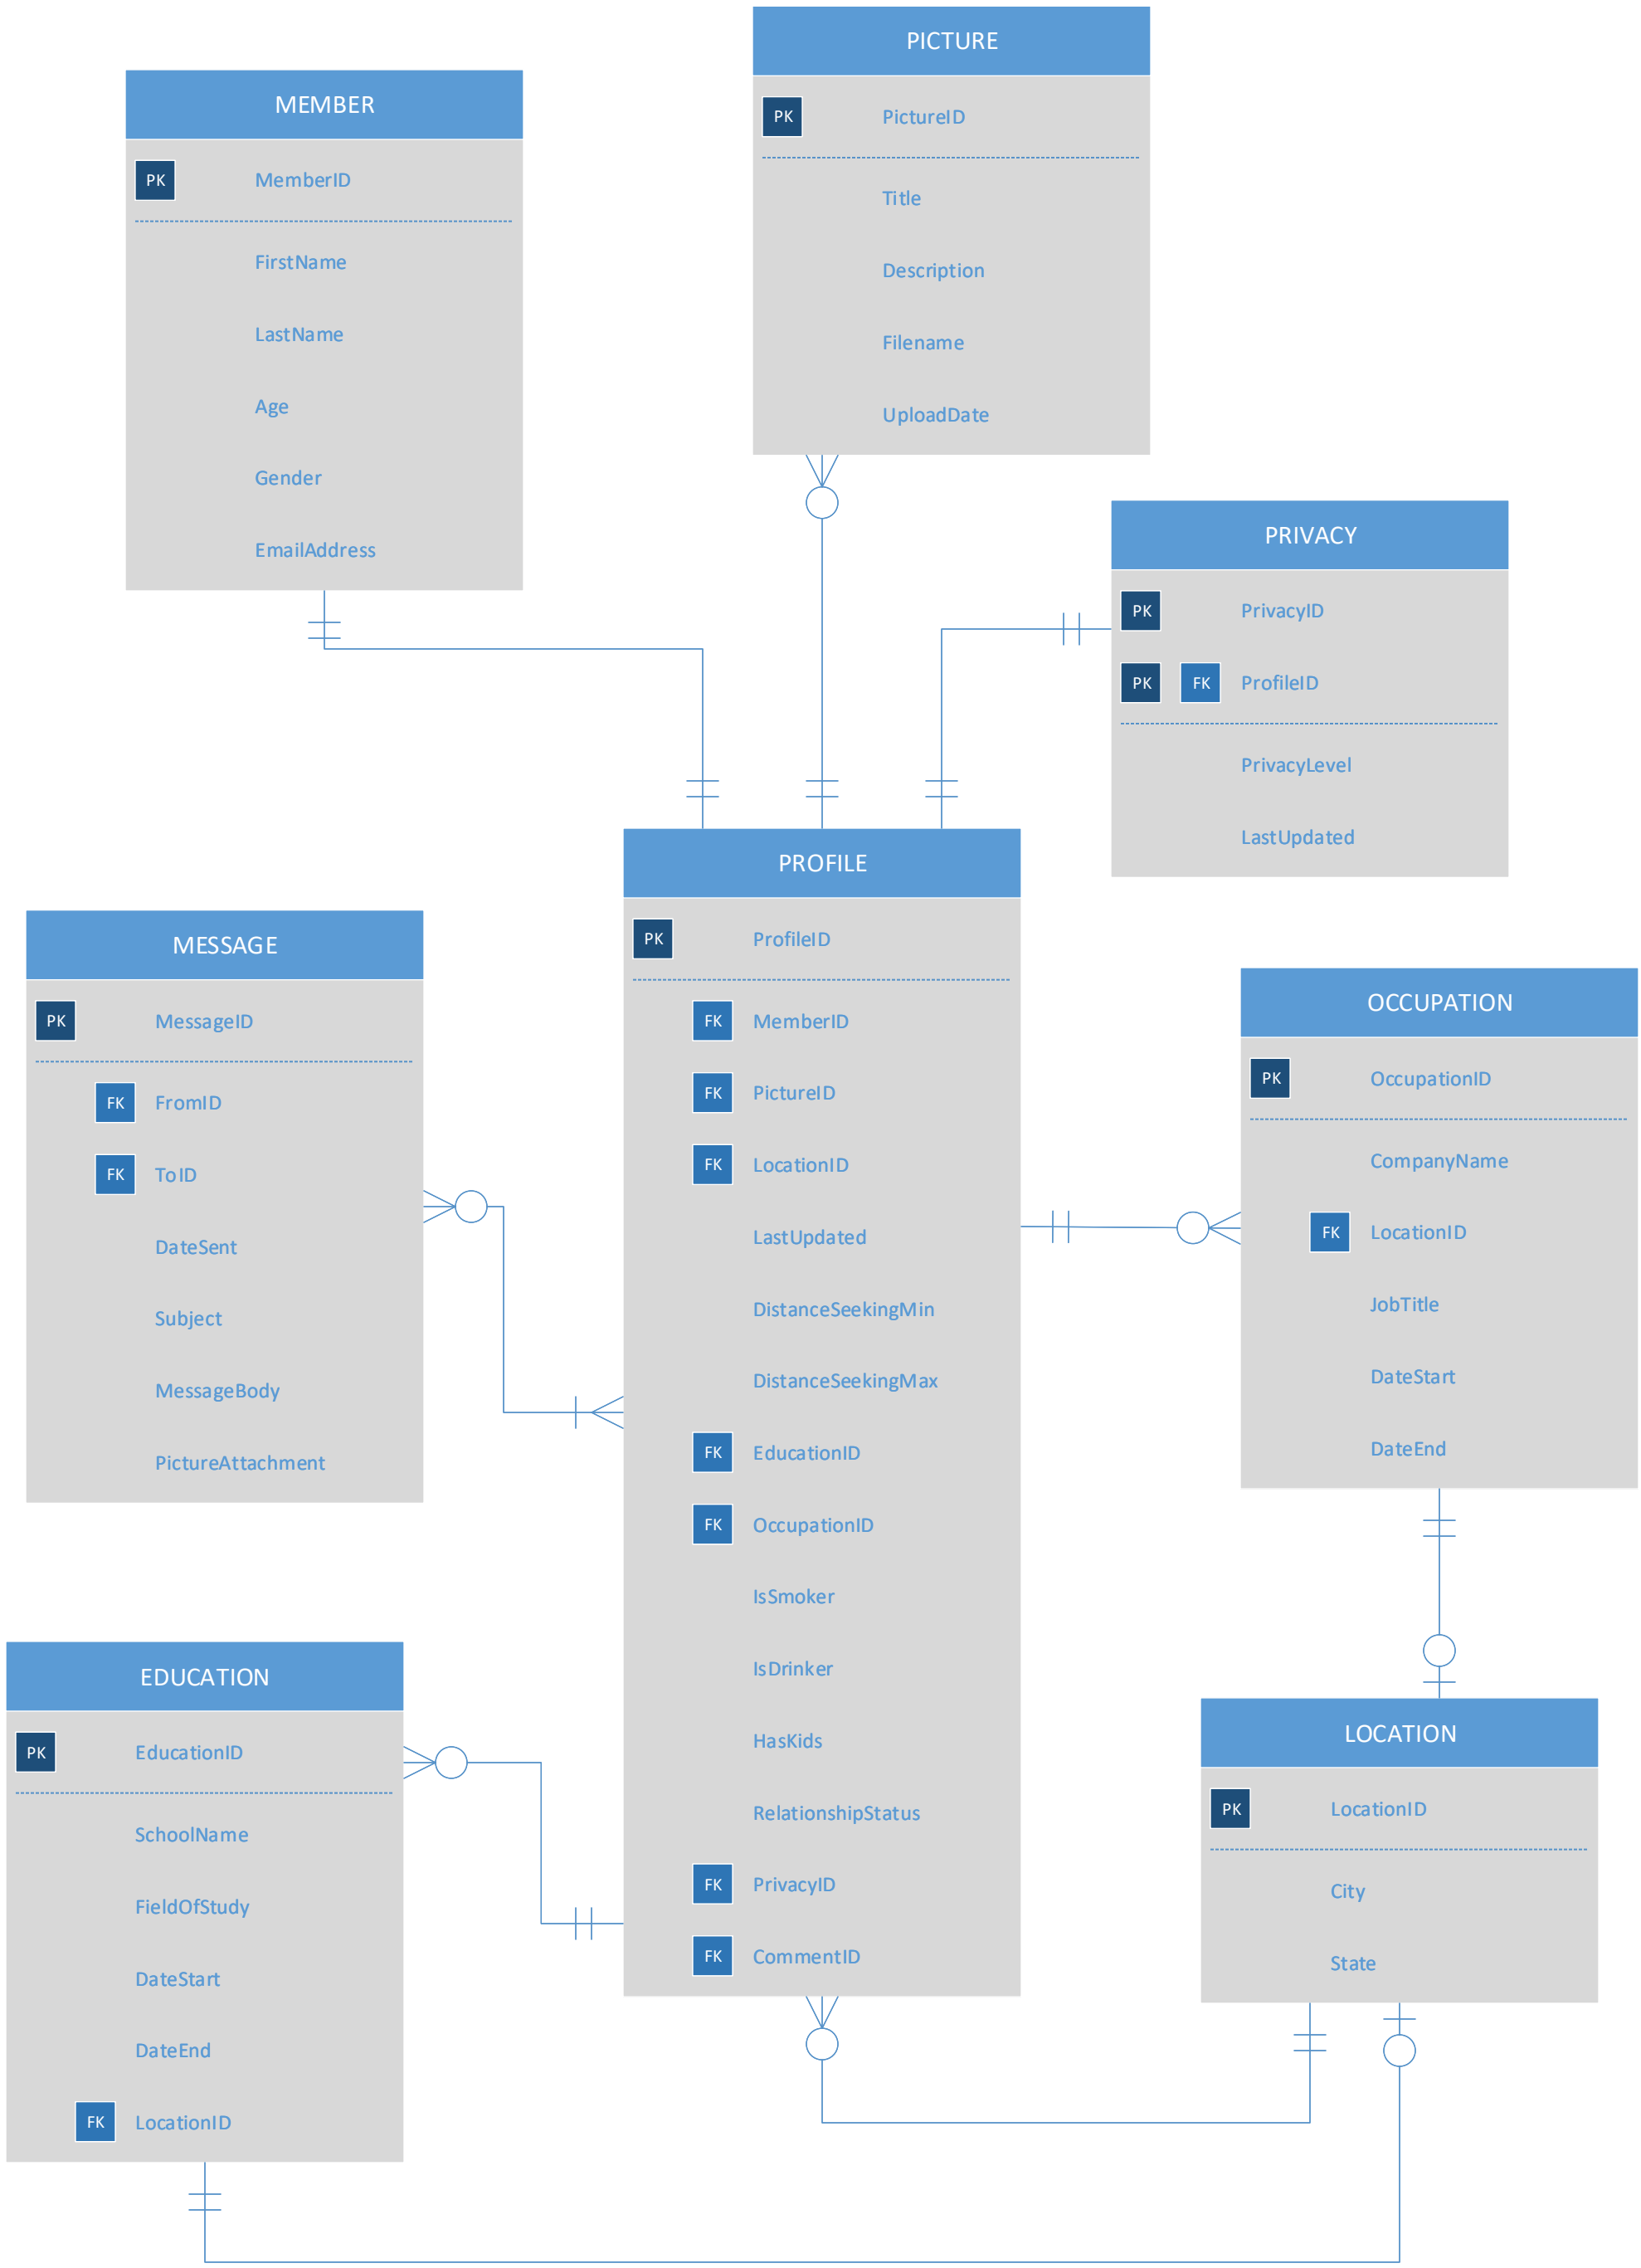 PICTURE
PK PictureID
Title
Description
Filename
UploadDate
MEMBER
PK MemberID
FirstName
LastName
Age
Gender
EmailAddress
PRIVACY
PK PrivacyID
PK FK ProfileID
PrivacyLevel
LastUpdated
PROFILE
PK ProfileID
FK MemberID
FK PictureID
FK LocationID
LastUpdated
DistanceSeekingMin
DistanceSeekingMax
FK EducationID
FK OccupationID
IsSmoker
IsDrinker
HasKids
RelationshipStatus
FK PrivacyID
FK CommentID
MESSAGE
PK MessageID
FK FromID
FK ToID
DateSent
Subject
MessageBody
PictureAttachment
OCCUPATION
PK OccupationID
CompanyName
FK LocationID
JobTitle
DateStart
DateEnd
EDUCATION
PK EducationID
SchoolName
FieldOfStudy
DateStart
DateEnd
FK LocationID
LOCATION
PK LocationID
City
State